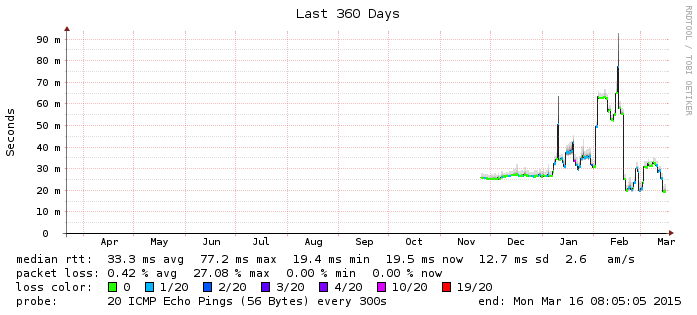 Last 360 Days
RRDTOOL / TOBI OETIKER
Seconds
90 m
80 m
70 m
60 m
50 m
40 m
30 m
20 m
10 m
0
Apr May Jun Jul Aug Sep Oct Nov Dec Jan Feb Mar
median rtt: 33.3 ms avg 77.2 ms max 19.4 ms min 19.5 ms now 12.7 ms sd 2.6 am/s
packet loss: 0.42 % avg 27.08 % max 0.00 % min 0.00 % now
loss color: 0 1/20 2/20 3/20 4/20 10/20 19/20
probe: 20 ICMP Echo Pings (56 Bytes) every 300s end: Mon Mar 16 08:05:05 2015